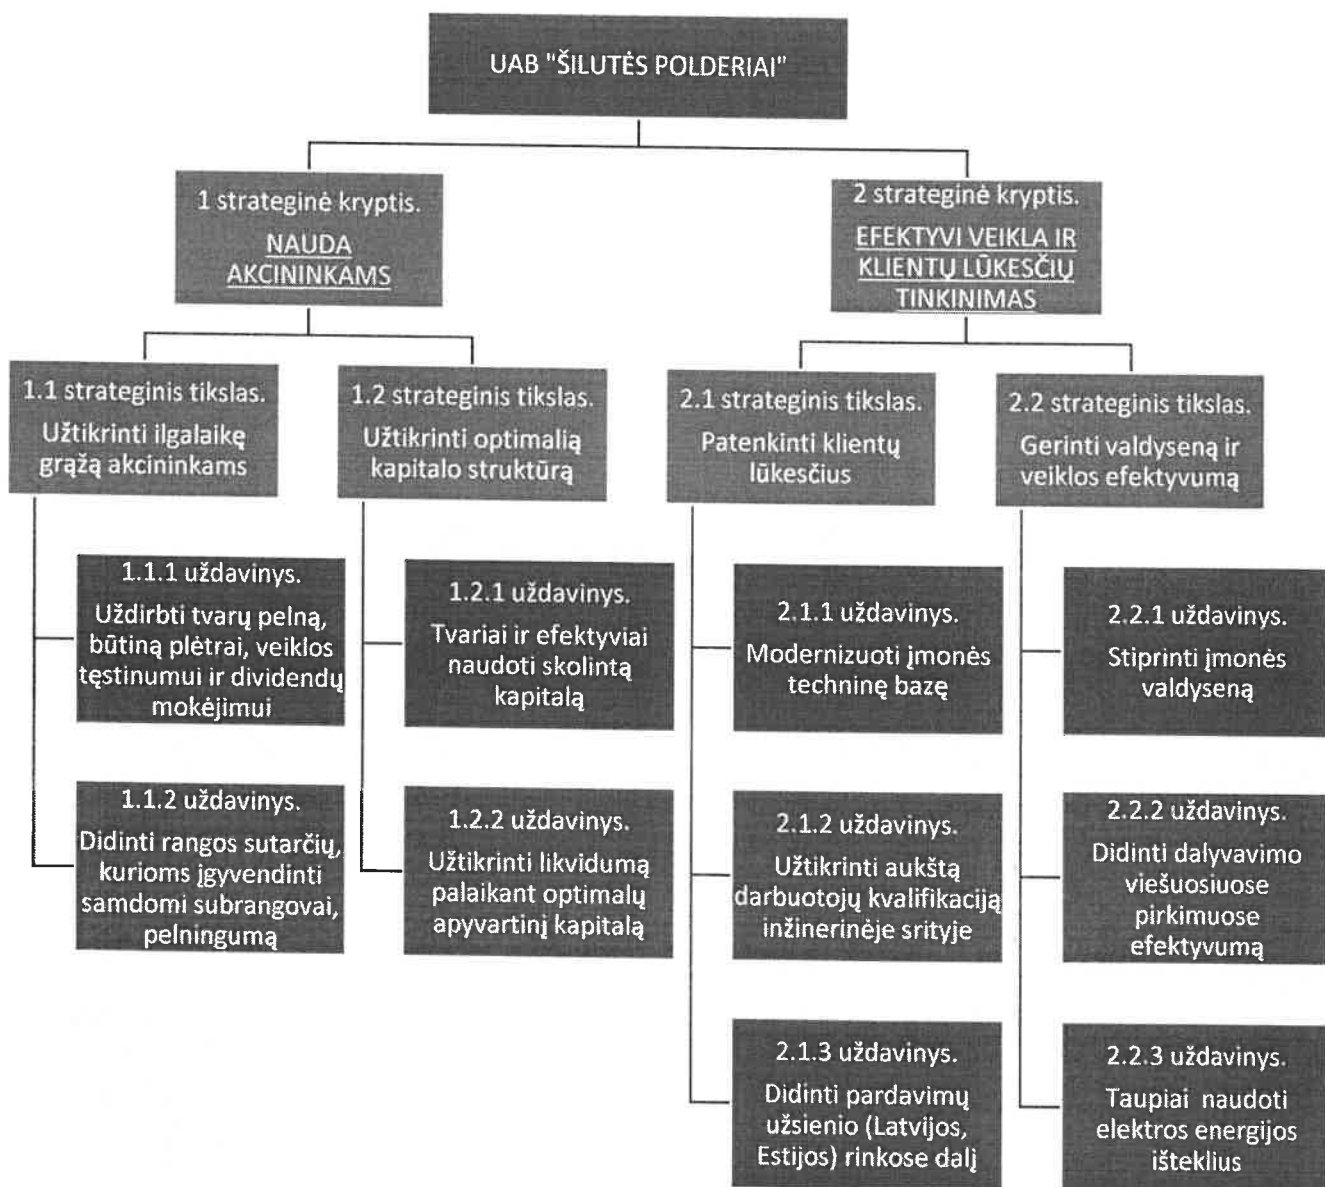 UAB "ŠILUTĖS POLDERIAI"
1 strateginė kryptis.
NAUDA
AKCININKAMS
2 strateginė kryptis.
EFEKTYVI VEIKLA IR
KLIENTŲ LŪKESČIŲ
TINKINIMAS
1.1 strateginis tikslas.
Užtikrinti ilgalaikę
grąžą akcininkams
1.2 strateginis tikslas.
Užtikrinti optimalią
kapitalo struktūrą
2.1 strateginis tikslas.
Patenkinti klientų
lūkesčius
2.2 strateginis tikslas.
Gerinti valdyseną ir
veiklos efektyvumą
1.1.1 uždavinys.
Uždirbti tvarų pelną,
būtiną plėtrai, veiklos
tęstinumui ir dividendų
mokėjimui
1.2.1 uždavinys.
Tvariai ir efektyviai
naudoti skolintą
kapitalą
2.1.1 uždavinys.
Modernizuoti įmonės
techninę bazę
2.2.1 uždavinys.
Stiprinti įmonės
valdyseną
1.1.2 uždavinys.
Didinti rangos sutarčių,
kurioms įgyvendinti
samdomi subrangovai,
pelningumą
1.2.2 uždavinys.
Užtikrinti likvidumą
palaikant optimalų
apyvartinį kapitalą
2.1.2 uždavinys.
Užtikrinti aukštą
darbuotojų kvalifikaciją
inžinerinėje srityje
2.2.2 uždavinys.
Didinti dalyvavimo
viešuosiuose
pirkimuose
efektyvumą
2.1.3 uždavinys.
Didinti pardavimų
užsienio (Latvijos,
Estijos) rinkose dalį
2.2.3 uždavinys.
Taupiai naudoti
elektros energijos
išteklius